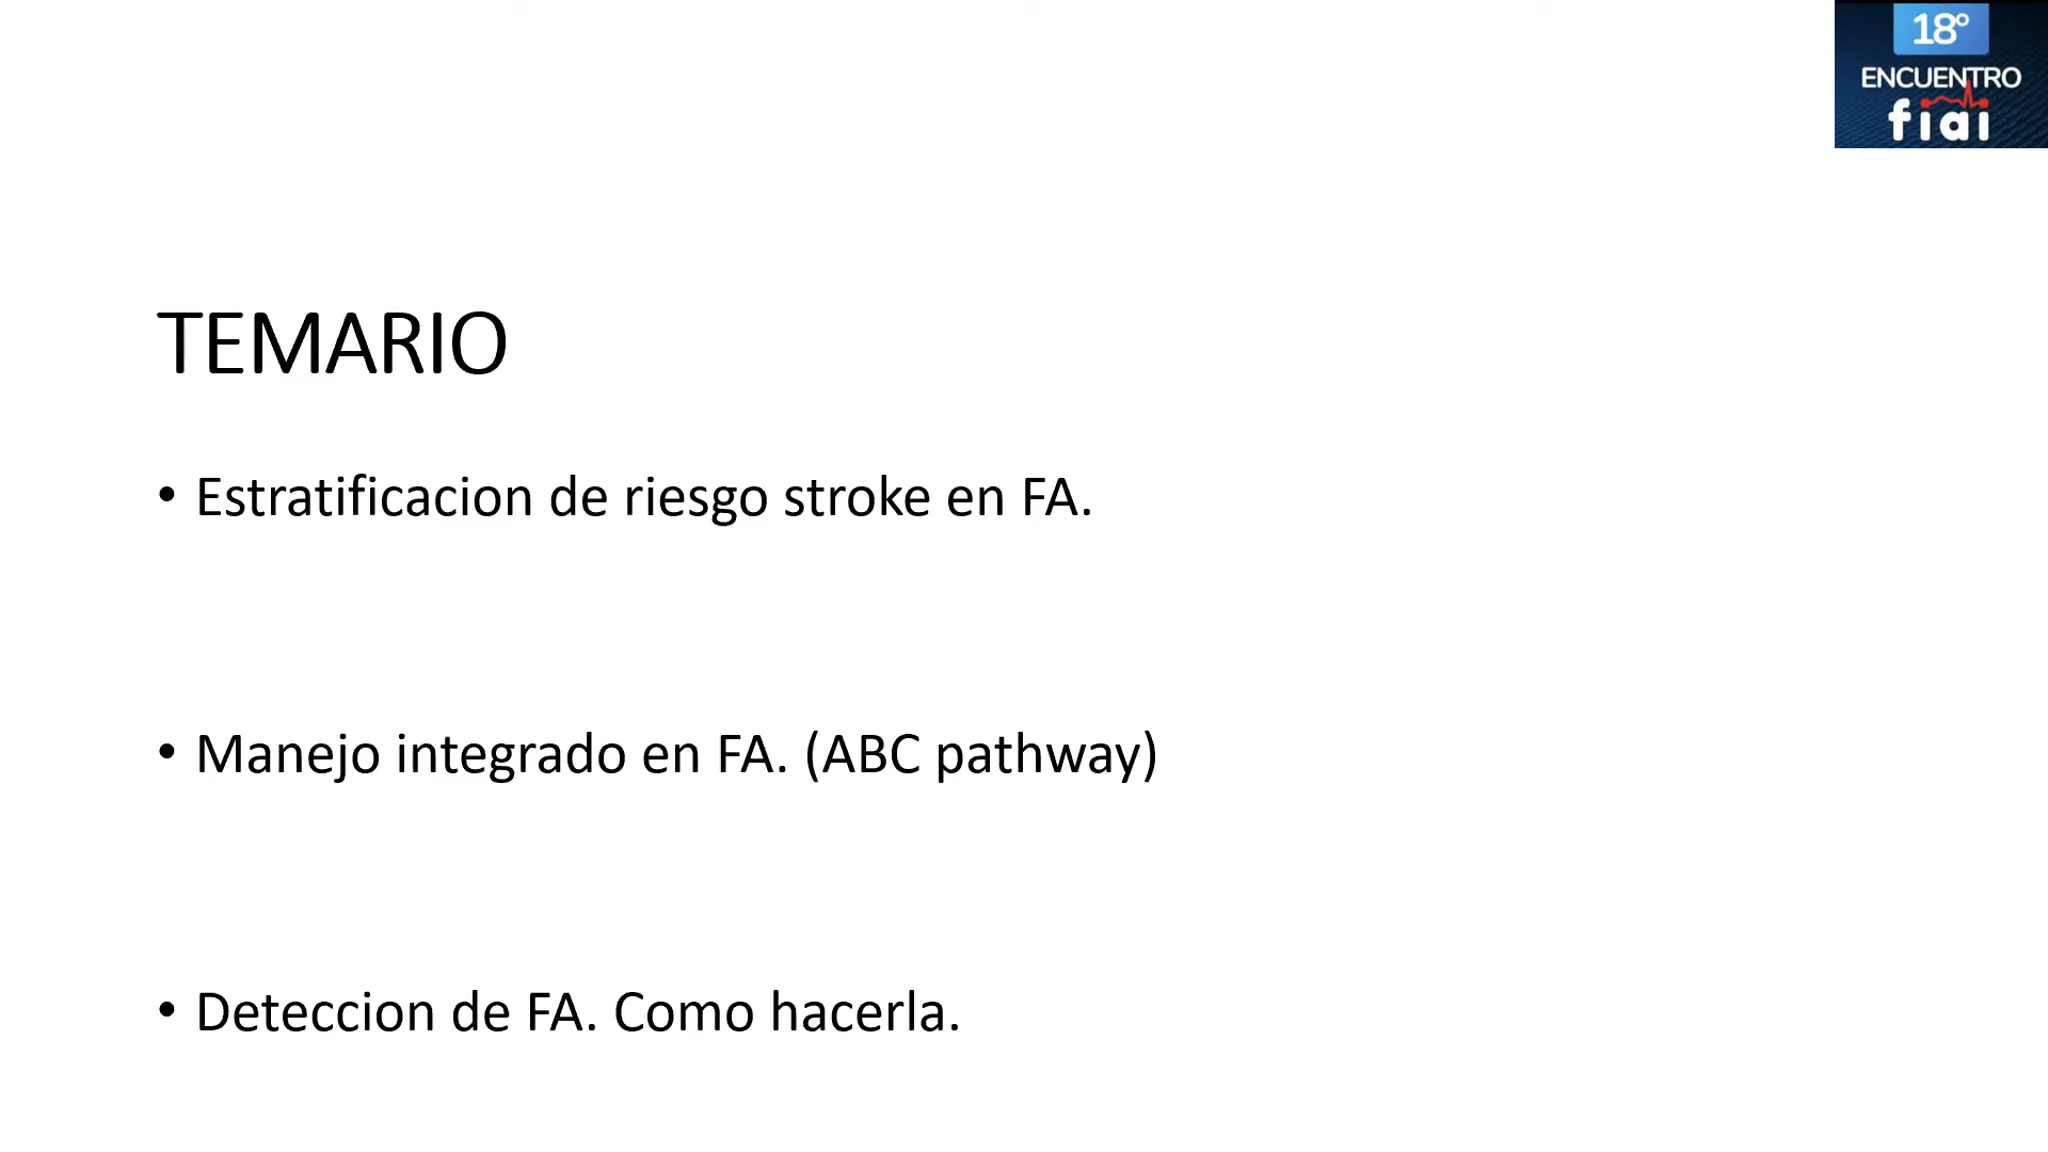 18º
ENCUENTRO
fiai
TEMARIO
• Estratificacion de riesgo stroke en FA.
• Manejo integrado en FA. (ABC pathway)
• Deteccion de FA. Como hacerla.